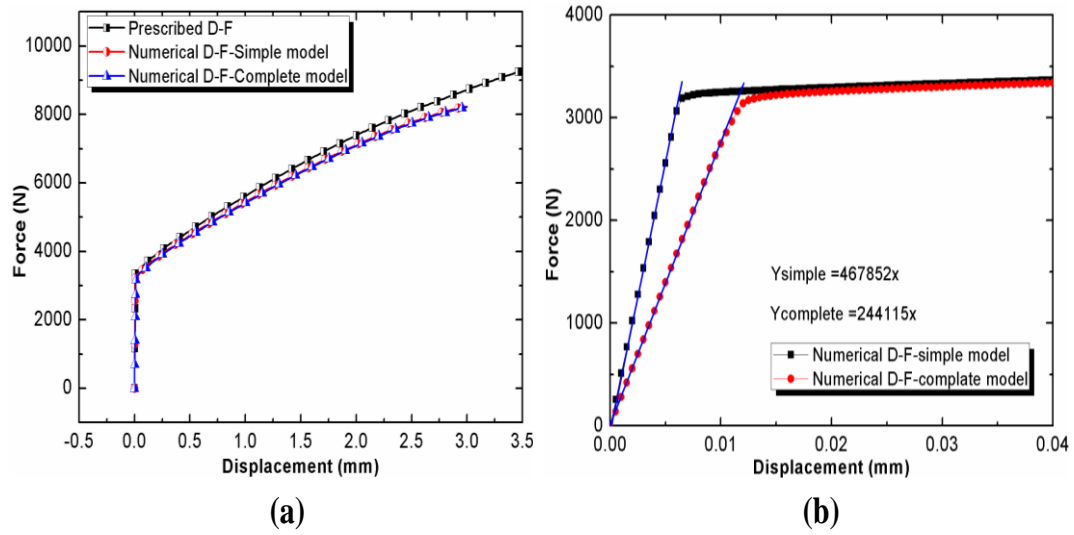 Prescribed D-F
Numerical D-F-Simple model
Numerical D-F-Complete model
10000
8000
6000
4000
2000
0
Force (N)
-0.5 0.0 0.5 1.0 1.5 2.0 2.5 3.0 3.5
Displacement (mm)
(a)
4000
3000
2000
1000
0
Force (N)
Ysimple =467852x
Ycomplete =244115x
Numerical D-F-simple model
Numerical D-F-complate model
0.00 0.01 0.02 0.03 0.04
Displacement (mm)
(b)